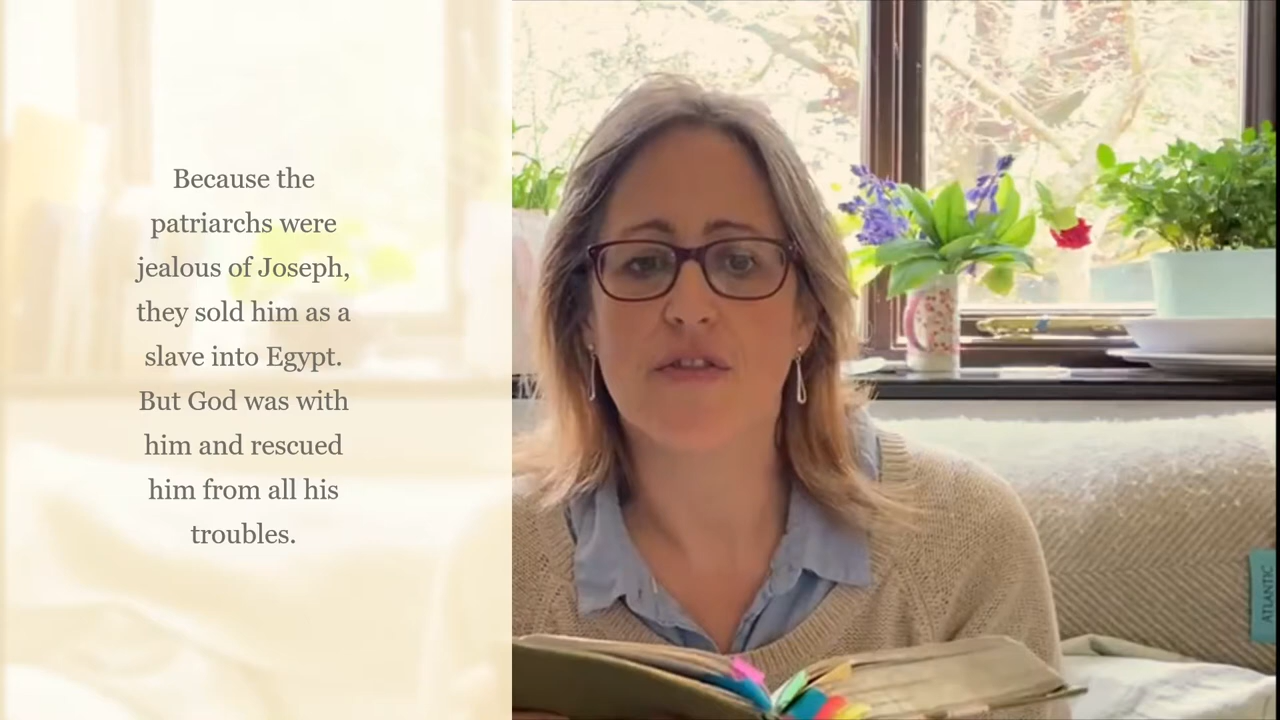 Because the
patriarchs were
jealous of Joseph,
they sold him as a
slave into Egypt.
But God was with
him and rescued
him from all his
troubles.
ATLANTIC